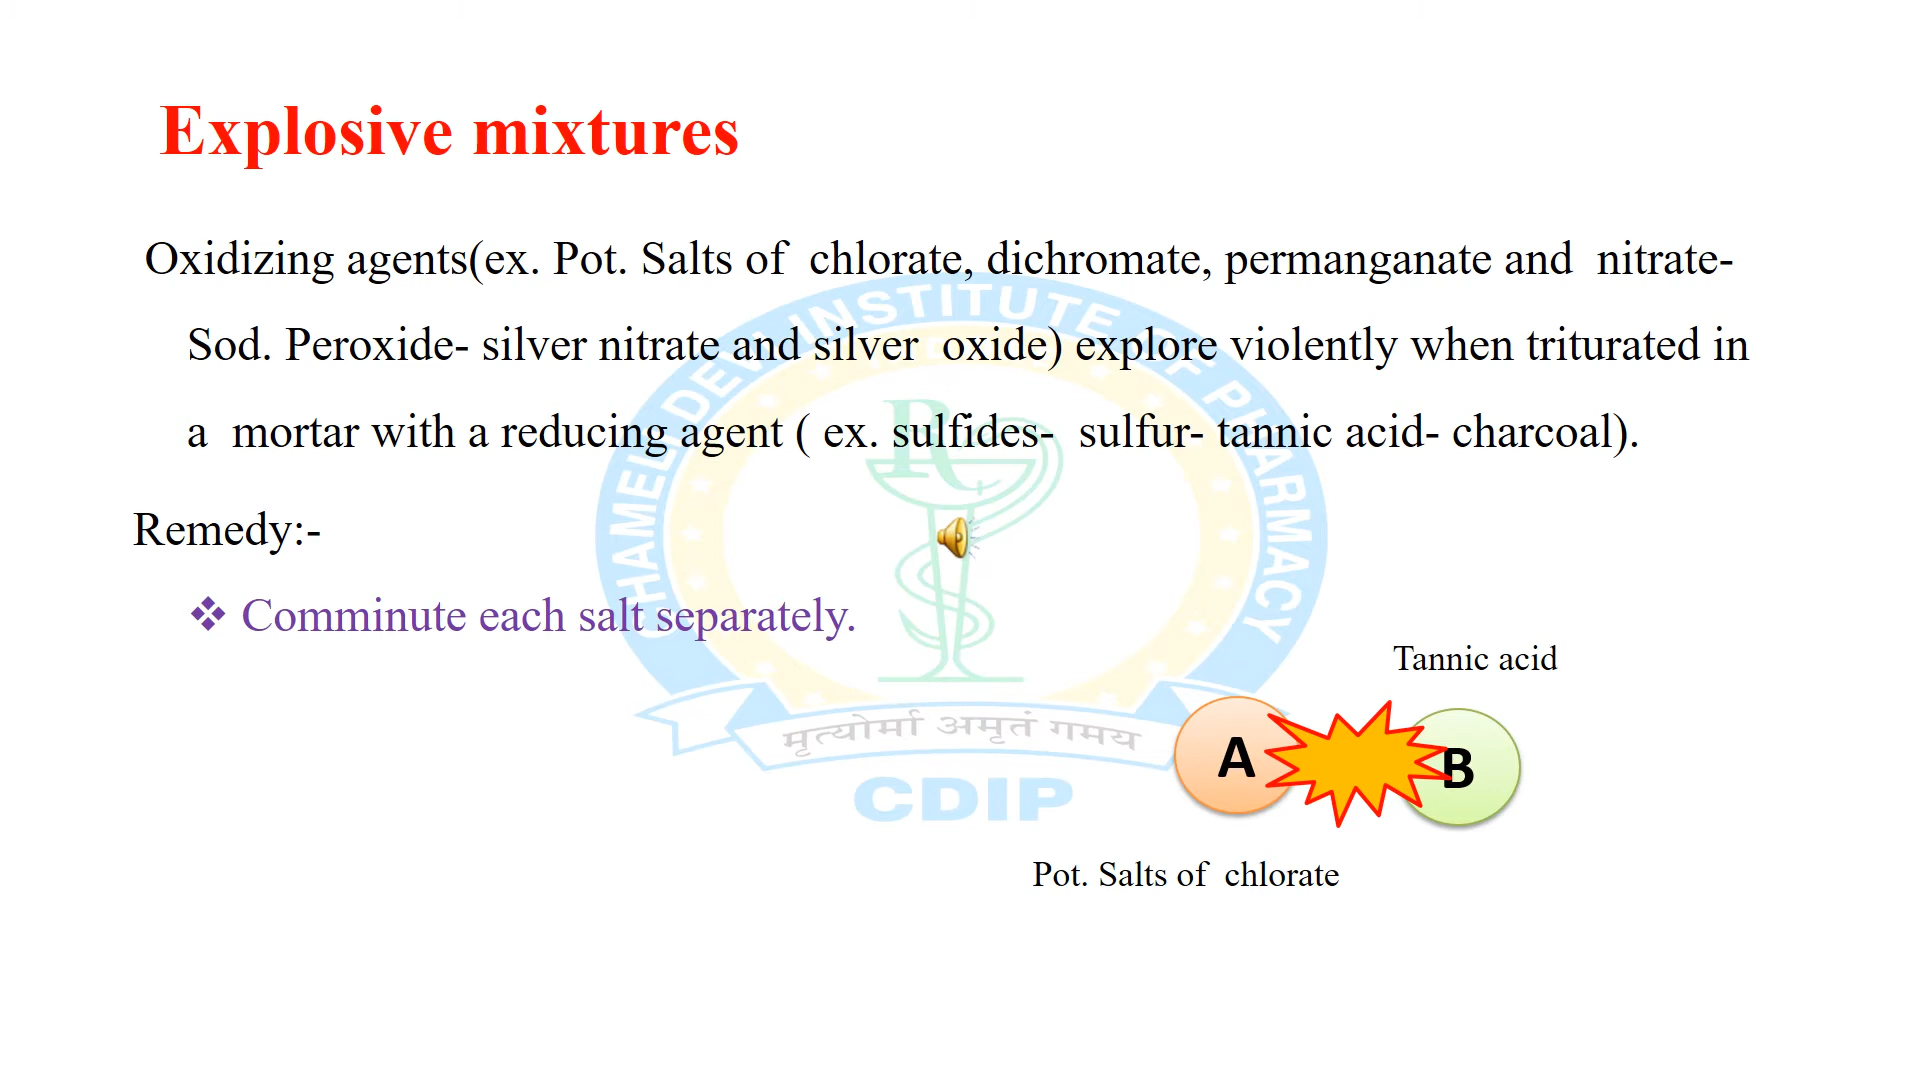 Explosive mixtures
Oxidizing agents(ex. Pot. Salts of chlorate, dichromate, permanganate and nitrate-
Sod. Peroxide- silver nitrate and silver oxide) explore violently when triturated in
a mortar with a reducing agent ( ex. sulfides- sulfur- tannic acid- charcoal).
Remedy:-
❖ Comminute each salt separately.
Tannic acid
A
B
Pot. Salts of chlorate
CHAMELI DEVI INSTITUTE OF PHARMACY
मृत्योर्मा अमृतं गमय
CDIP